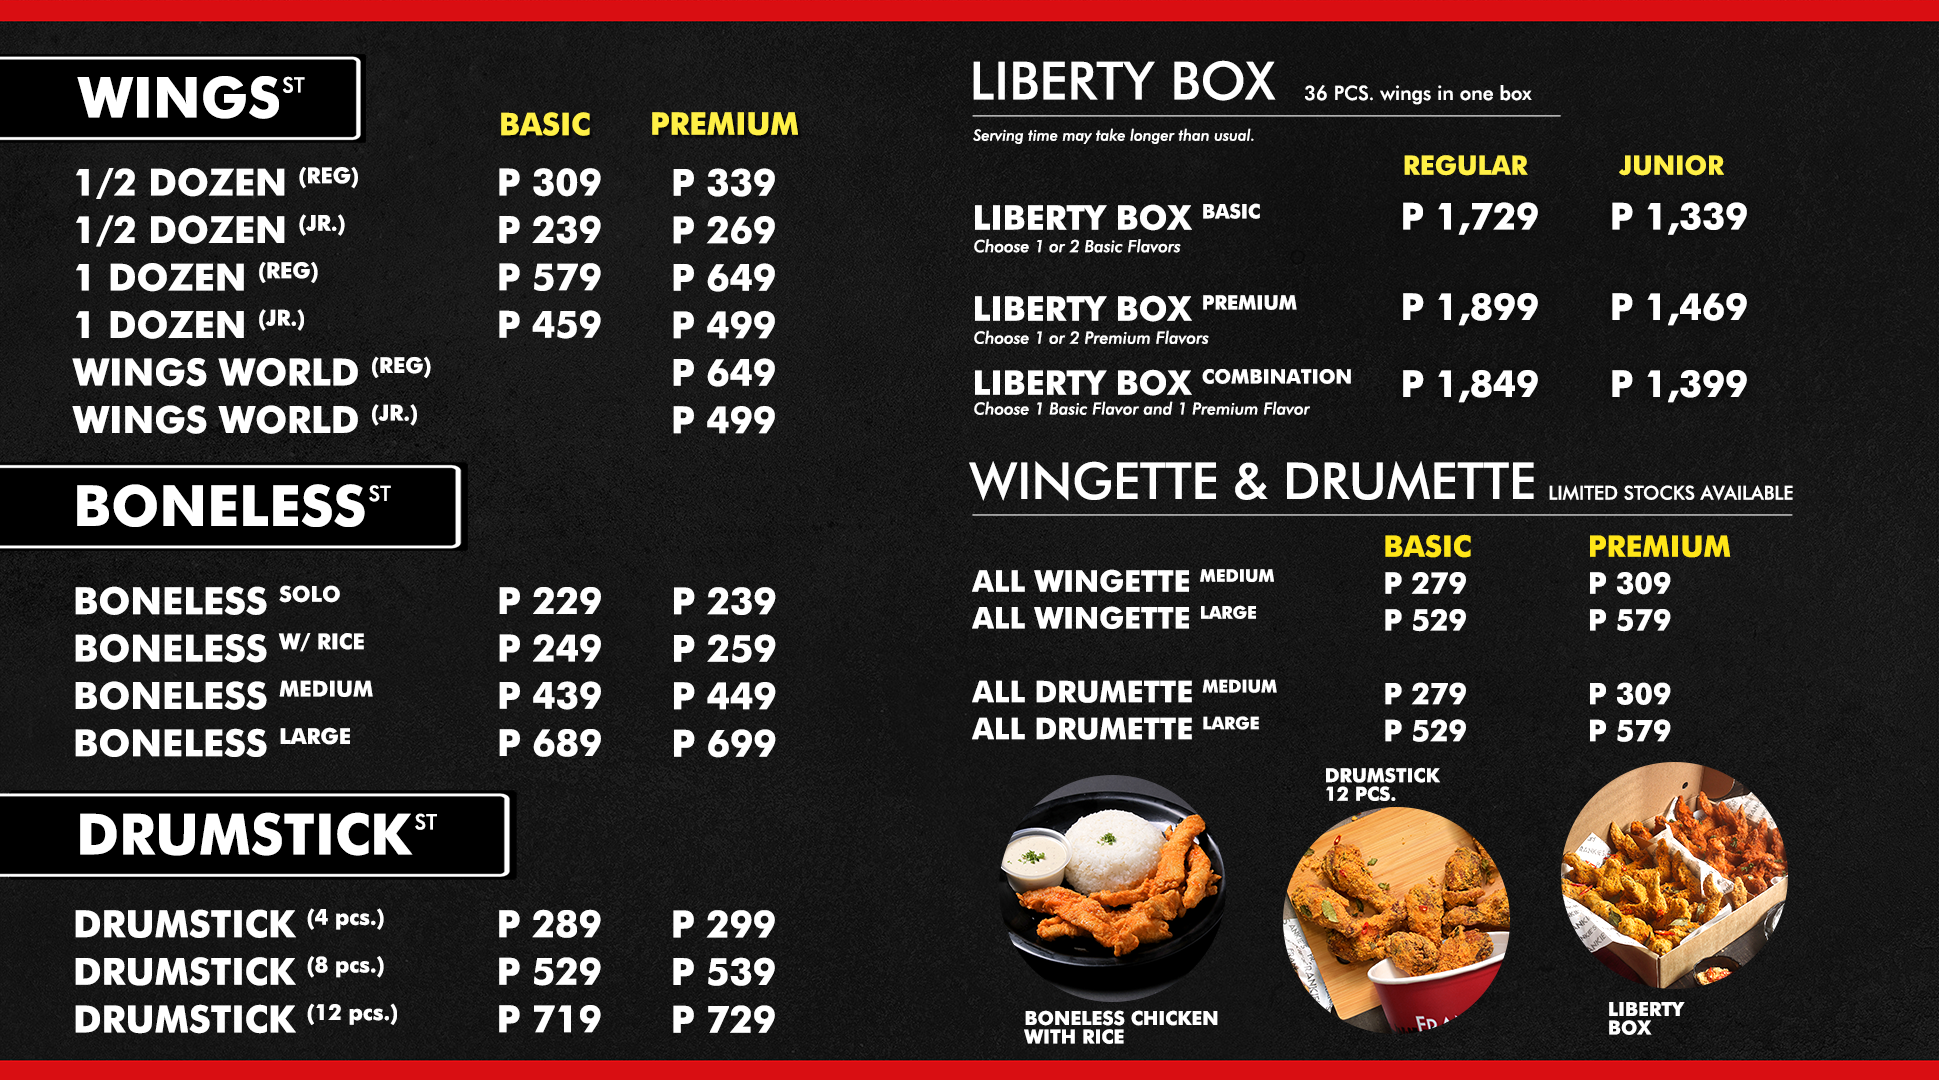 WINGS ST
BASIC PREMIUM
1/2 DOZEN (REG) P 309 P 339
1/2 DOZEN (JR.) P 239 P 269
1 DOZEN (REG) P 579 P 649
1 DOZEN (JR.) P 459 P 499
WINGS WORLD (REG) P 649
WINGS WORLD (JR.) P 499
BONELESS ST
BONELESS SOLO P 229 P 239
BONELESS W/ RICE P 249 P 259
BONELESS MEDIUM P 439 P 449
BONELESS LARGE P 689 P 699
DRUMSTICK ST
DRUMSTICK (4 pcs.) P 289 P 299
DRUMSTICK (8 pcs.) P 529 P 539
DRUMSTICK (12 pcs.) P 719 P 729
LIBERTY BOX 36 PCS. wings in one box
Serving time may take longer than usual.
REGULAR JUNIOR
LIBERTY BOX BASIC P 1,729 P 1,339
Choose 1 or 2 Basic Flavors
LIBERTY BOX PREMIUM P 1,899 P 1,469
Choose 1 or 2 Premium Flavors
LIBERTY BOX COMBINATION P 1,849 P 1,399
Choose 1 Basic Flavor and 1 Premium Flavor
WINGETTE & DRUMETTE LIMITED STOCKS AVAILABLE
BASIC PREMIUM
ALL WINGETTE MEDIUM P 279 P 309
ALL WINGETTE LARGE P 529 P 579
ALL DRUMETTE MEDIUM P 279 P 309
ALL DRUMETTE LARGE P 529 P 579
BONELESS CHICKEN
WITH RICE
DRUMSTICK
12 PCS.
LIBERTY
BOX